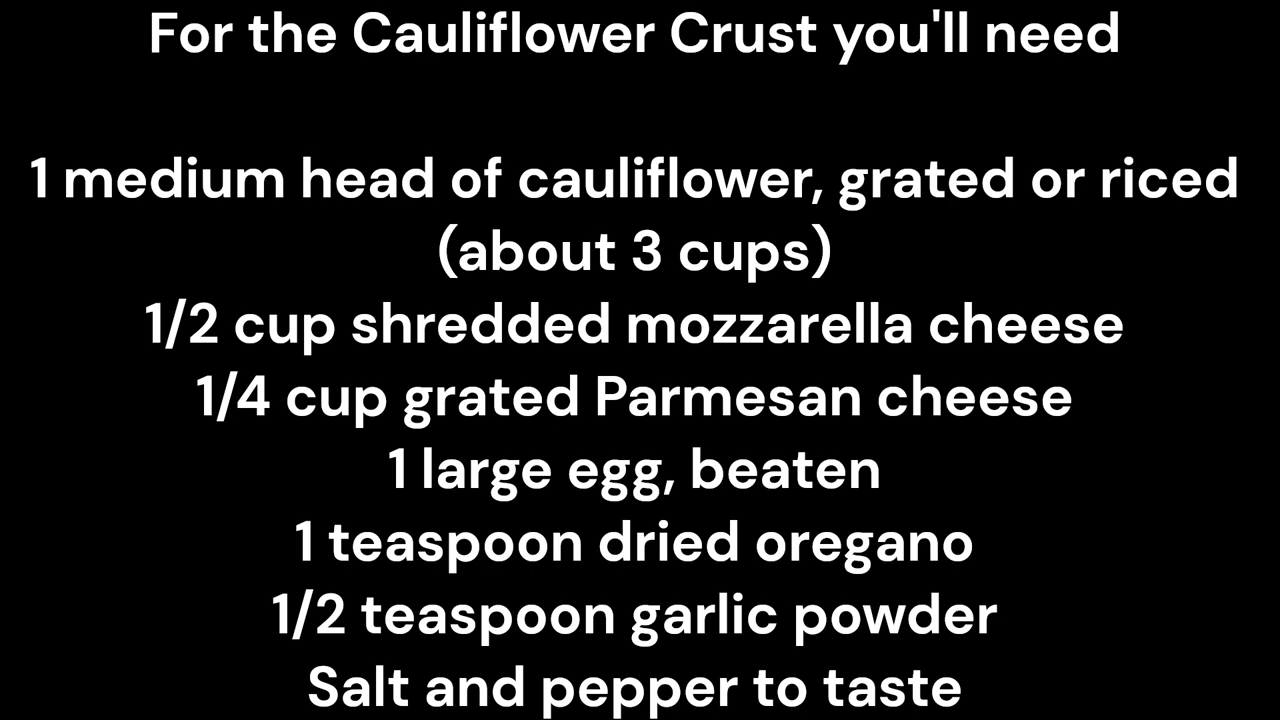 For the Cauliflower Crust you'll need
1 medium head of cauliflower, grated or riced
(about 3 cups)
1/2 cup shredded mozzarella cheese
1/4 cup grated Parmesan cheese
1 large egg, beaten
1 teaspoon dried oregano
1/2 teaspoon garlic powder
Salt and pepper to taste